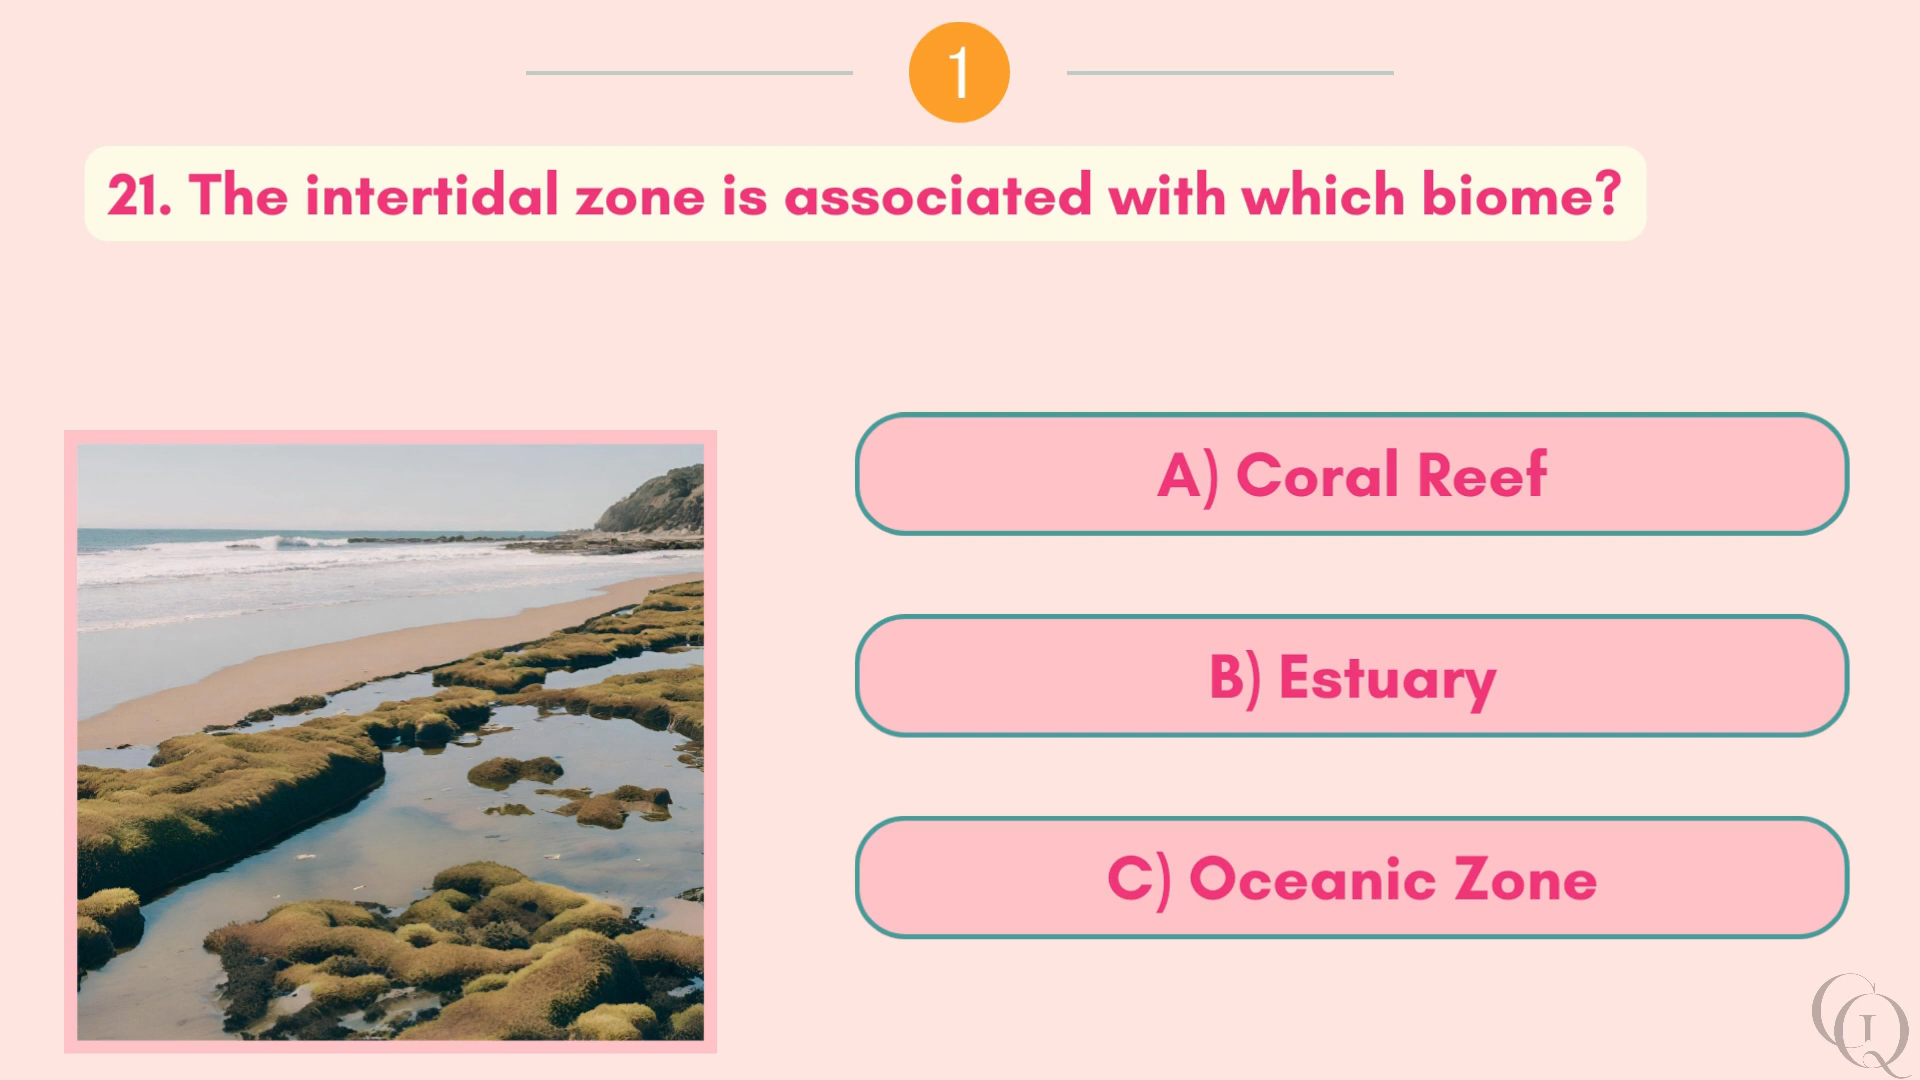 1
21. The intertidal zone is associated with which biome?
A) Coral Reef
B) Estuary
C) Oceanic Zone